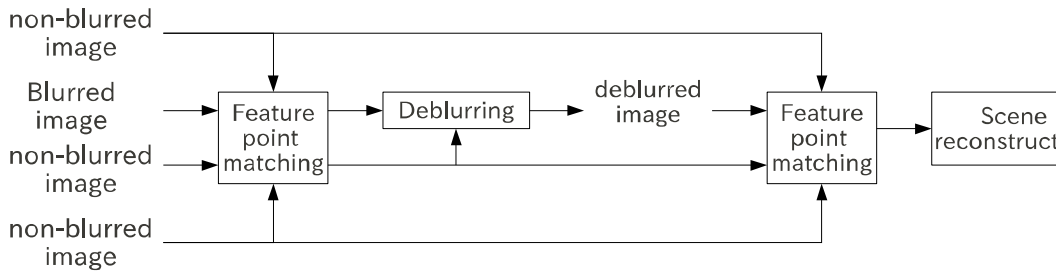 non-blurred
image
Blurred
image
non-blurred
image
non-blurred
image
Feature
point
matching
Deblurring
deblurred
image
Feature
point
matching
Scene
reconstruct